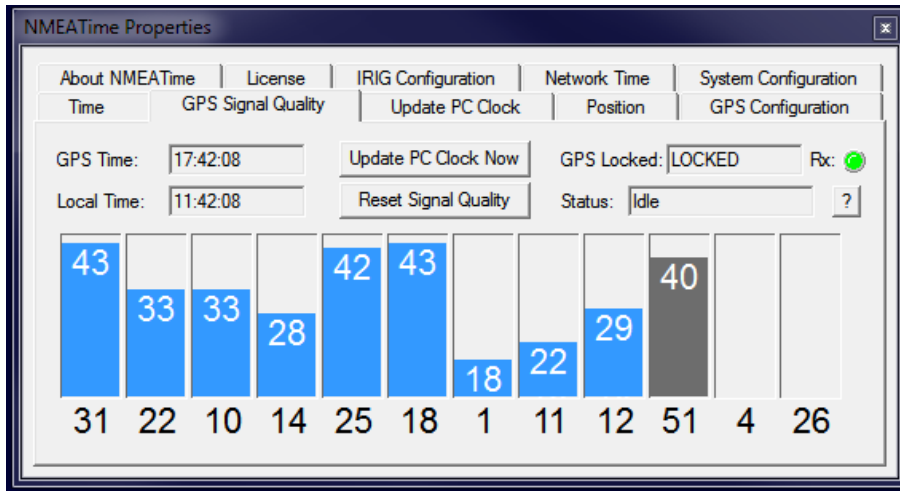 NMEATime Properties
About NMEATime License IRIG Configuration Network Time System Configuration
Time GPS Signal Quality Update PC Clock Position GPS Configuration
GPS Time: 17:42:08 Update PC Clock Now GPS Locked: LOCKED Rx:
Local Time: 11:42:08 Reset Signal Quality Status: Idle ?
43 33 33 28 42 43 18 22 29 40
31 22 10 14 25 18 1 11 12 51 4 26